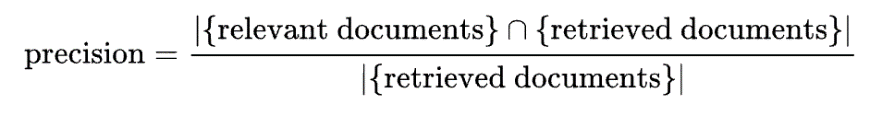 precision = |{relevant documents} ∩ {retrieved documents}|
|{retrieved documents}|